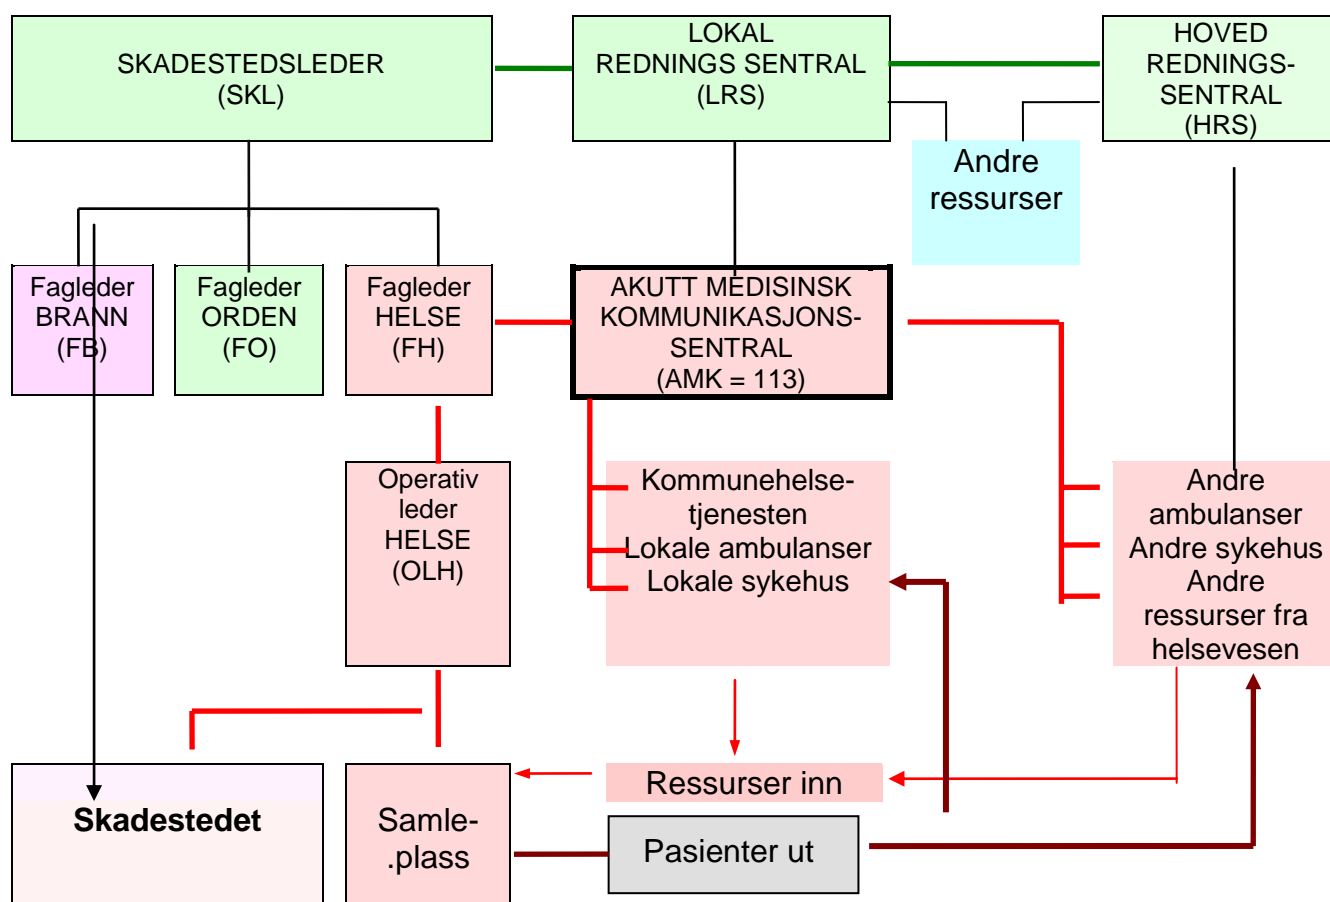 SKADESTEDSLEDER
(SKL)
LOKAL
REDNINGS SENTRAL
(LRS)
HOVED
REDNINGS-
SENTRAL
(HRS)
Andre
ressurser
Fagleder
BRANN
(FB)
Fagleder
ORDEN
(FO)
Fagleder
HELSE
(FH)
AKUTT MEDISINSK
KOMMUNIKASJONS-
SENTRAL
(AMK = 113)
Operativ
leder
HELSE
(OLH)
Kommunehelse-
tjenesten
Lokale ambulanser
Lokale sykehus
Andre
ambulanser
Andre sykehus
Andre
ressurser fra
helsevesen
Skadestedet
Samle-
.plass
Ressurser inn
Pasienter ut